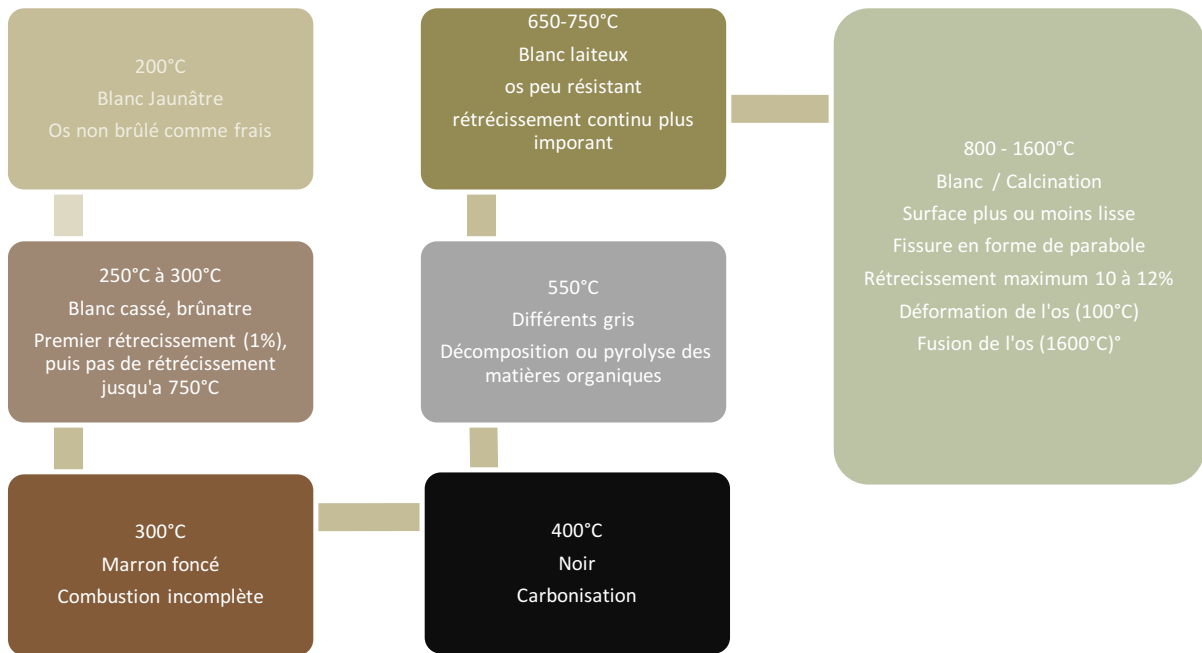 200°C
Blanc Jaunâtre
Os non brûlé comme frais
250°C à 300°C
Blanc cassé, brûnatre
Premier rétrecissement (1%),
puis pas de rétrécissement
jusqu'a 750°C
300°C
Marron foncé
Combustion incomplète
400°C
Noir
Carbonisation
550°C
Différents gris
Décomposition ou pyrolyse des
matières organiques
650-750°C
Blanc laiteux
os peu résistant
rétrécissement continu plus
imporant
800 - 1600°C
Blanc / Calcination
Surface plus ou moins lisse
Fissure en forme de parabole
Rétrecissement maximum 10 à 12%
Déformation de l'os (100°C)
Fusion de l'os (1600°C)°